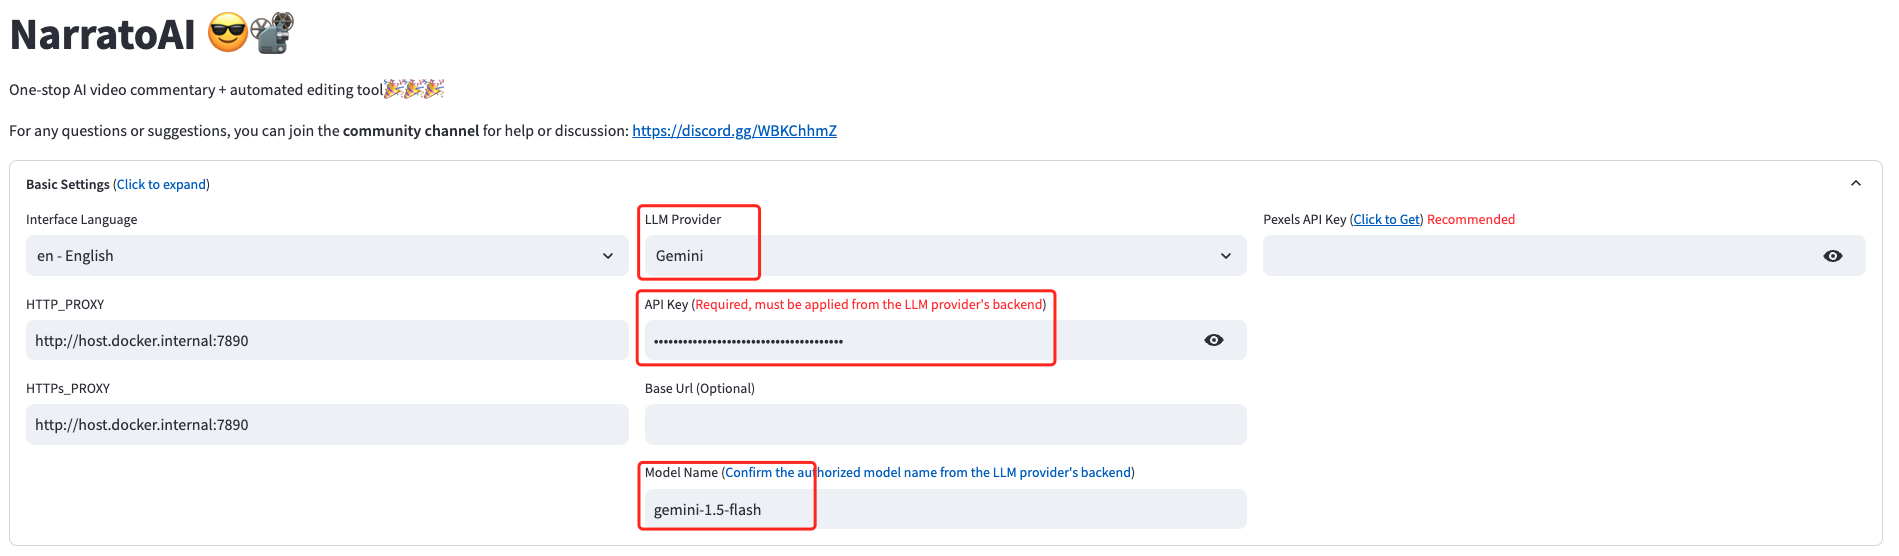 NarratoAI 😎📽️
One-stop AI video commentary + automated editing tool🎉🎉🎉
For any questions or suggestions, you can join the community channel for help or discussion: https://discord.gg/WBKChhmZ
Basic Settings (Click to expand)
Interface Language
en - English
HTTP_PROXY
http://host.docker.internal:7890
HTTPs_PROXY
http://host.docker.internal:7890
LLM Provider
Gemini
API Key (Required, must be applied from the LLM provider's backend)
•••••••••••••••••••••••••••••••••••••••
Base Url (Optional)
Model Name (Confirm the authorized model name from the LLM provider's backend)
gemini-1.5-flash
Pexels API Key (Click to Get) Recommended